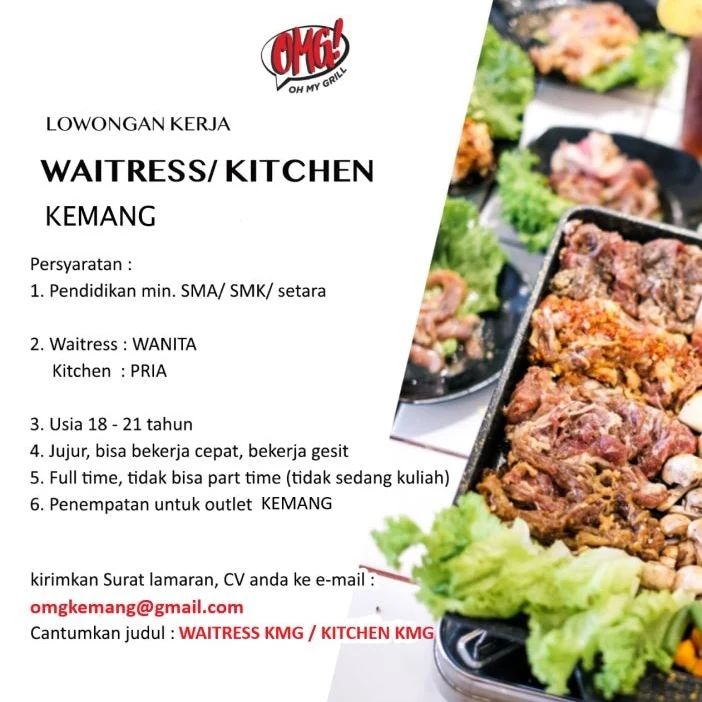 OMG!
OH MY GRILL
LOWONGAN KERJA
WAITRESS/ KITCHEN
KEMANG
Persyaratan :
1. Pendidikan min. SMA/ SMK/ setara
2. Waitress : WANITA
Kitchen : PRIA
3. Usia 18 - 21 tahun
4. Jujur, bisa bekerja cepat, bekerja gesit
5. Full time, tidak bisa part time (tidak sedang kuliah)
6. Penempatan untuk outlet KEMANG
kirimkan Surat lamaran, CV anda ke e-mail :
omgkemang@gmail.com
Cantumkan judul : WAITRESS KMG / KITCHEN KMG